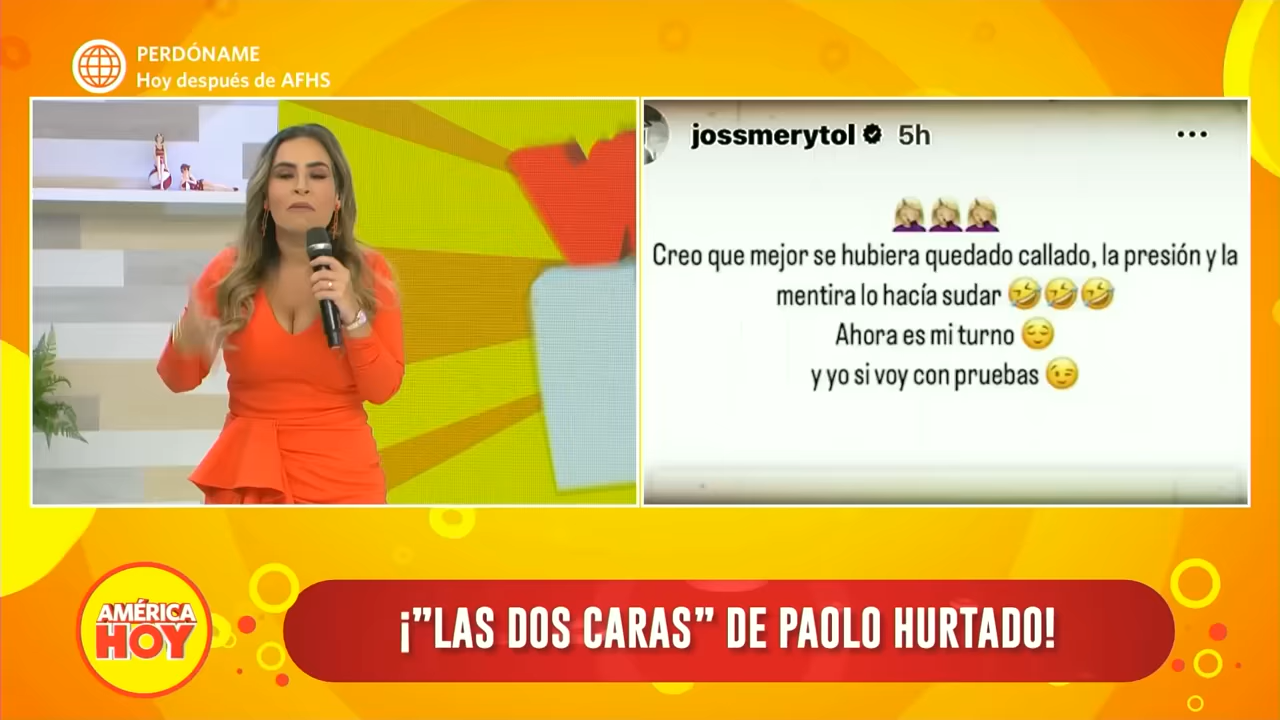 PERDÓNAME
Hoy después de AFHS
jossmerytol 5h
Creo que mejor se hubiera quedado callado, la presión y la
mentira lo hacía sudar 🤣🤣🤣
Ahora es mi turno 😌
y yo si voy con pruebas 😉
AMÉRICA
HOY
¡"LAS DOS CARAS" DE PAOLO HURTADO!